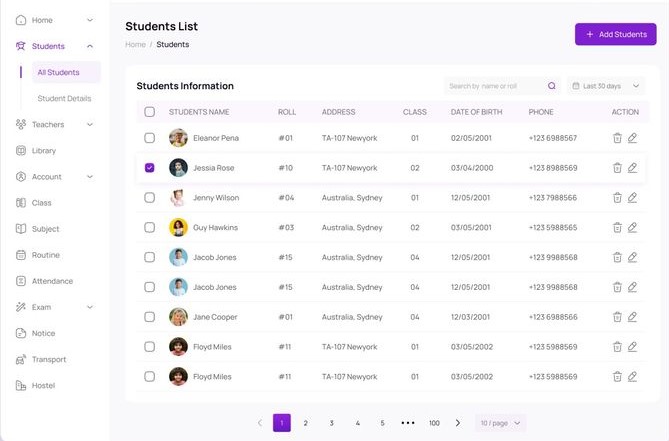 Home
Students
All Students
Student Details
Teachers
Library
Account
Class
Subject
Routine
Attendance
Exam
Notice
Transport
Hostel
Students List
Home / Students
+ Add Students
Students Information
Search by name or roll
Last 30 days
STUDENTS NAME ROLL ADDRESS CLASS DATE OF BIRTH PHONE ACTION
Eleanor Pena #01 TA-107 Newyork 01 02/05/2001 +123 6988567
Jessia Rose #10 TA-107 Newyork 02 03/04/2000 +123 8988569
Jenny Wilson #04 Australia, Sydney 01 12/05/2001 +123 7988566
Guy Hawkins #03 Australia, Sydney 02 03/05/2001 +123 5988565
Jacob Jones #15 Australia, Sydney 04 12/05/2001 +123 9988568
Jacob Jones #15 Australia, Sydney 04 12/05/2001 +123 9988568
Jane Cooper #01 Australia, Sydney 04 12/03/2001 +123 6988566
Floyd Miles #11 TA-107 Newyork 01 03/05/2002 +123 5988569
Floyd Miles #11 TA-107 Newyork 01 03/05/2002 +123 5988569
< 1 2 3 4 5 ••• 100 > 10 / page